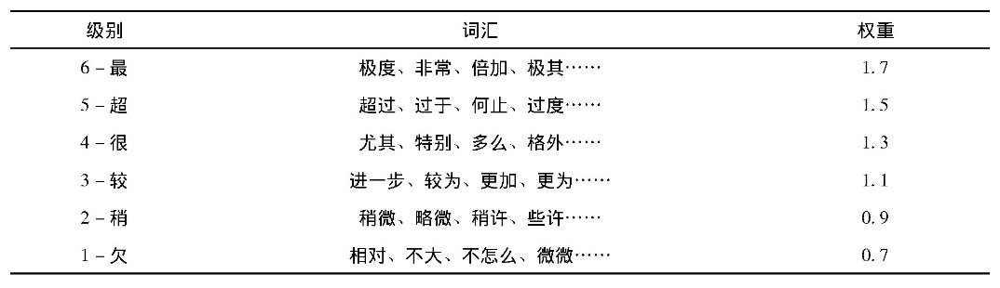 级别 词汇 权重
6-最 极度、非常、倍加、极其…… 1.7
5-超 超过、过于、何止、过度…… 1.5
4-很 尤其、特别、多么、格外…… 1.3
3-较 进一步、较为、更加、更为…… 1.1
2-稍 稍微、略微、稍许、些许…… 0.9
1-欠 相对、不大、不怎么、微微…… 0.7